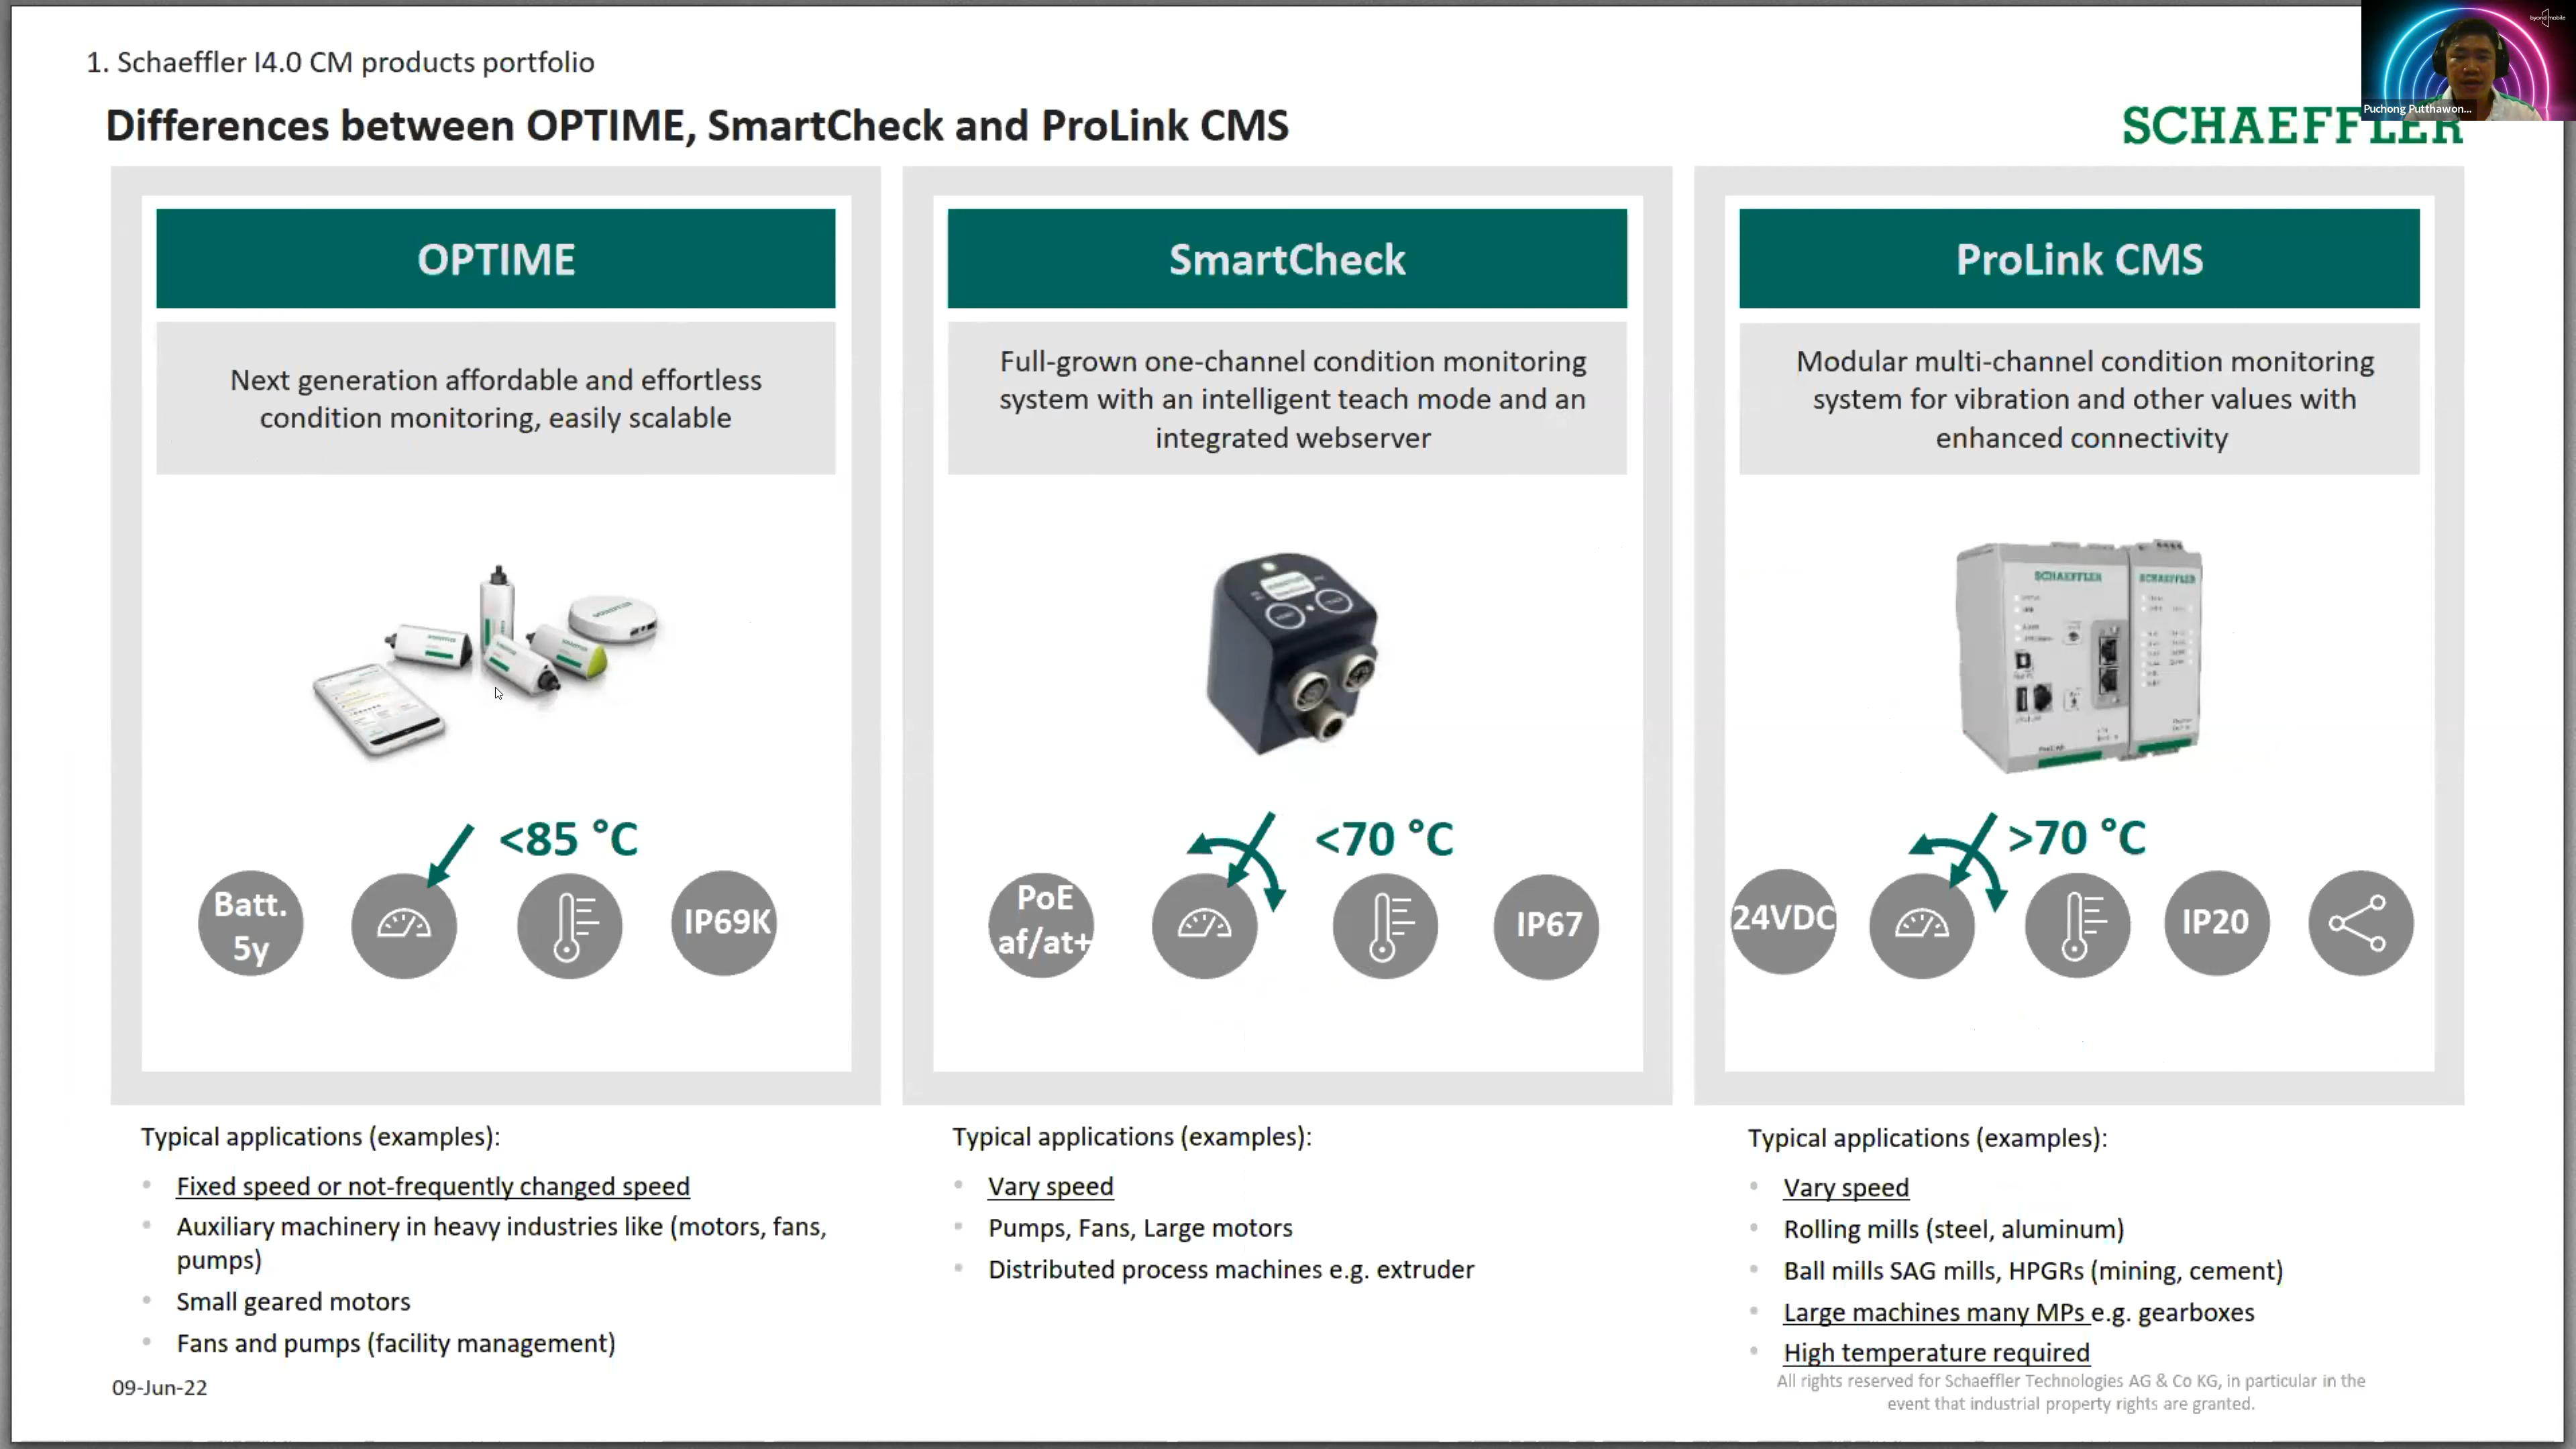 1. Schaeffler I4.0 CM products portfolio
Differences between OPTIME, SmartCheck and ProLink CMS
SCHAEFFLER
byond mobile
Puchong Putthawon...
OPTIME
Next generation affordable and effortless
condition monitoring, easily scalable
<85 °C
Batt.
5y
IP69K
Typical applications (examples):
Fixed speed or not-frequently changed speed
Auxiliary machinery in heavy industries like (motors, fans,
pumps)
Small geared motors
Fans and pumps (facility management)
SmartCheck
Full-grown one-channel condition monitoring
system with an intelligent teach mode and an
integrated webserver
<70 °C
PoE
af/at+
IP67
Typical applications (examples):
Vary speed
Pumps, Fans, Large motors
Distributed process machines e.g. extruder
ProLink CMS
Modular multi-channel condition monitoring
system for vibration and other values with
enhanced connectivity
SCHAEFFLER
SCHAEFFLER
>70 °C
24VDC
IP20
Typical applications (examples):
Vary speed
Rolling mills (steel, aluminum)
Ball mills SAG mills, HPGRs (mining, cement)
Large machines many MPs e.g. gearboxes
High temperature required
09-Jun-22
All rights reserved for Schaeffler Technologies AG & Co KG, in particular in the
event that industrial property rights are granted.